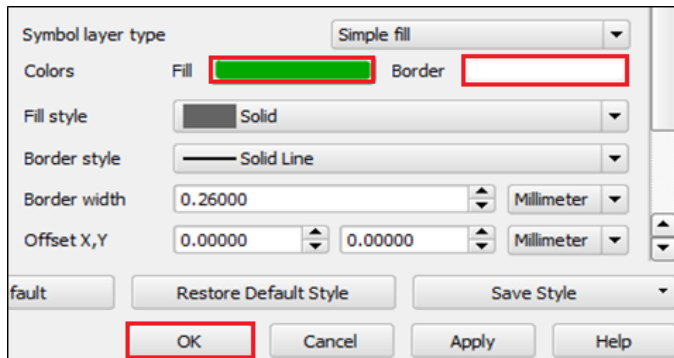 Symbol layer type Simple fill
Colors Fill Border
Fill style Solid
Border style Solid Line
Border width 0.26000 Millimeter
Offset X,Y 0.00000 0.00000 Millimeter
fault Restore Default Style Save Style
OK Cancel Apply Help